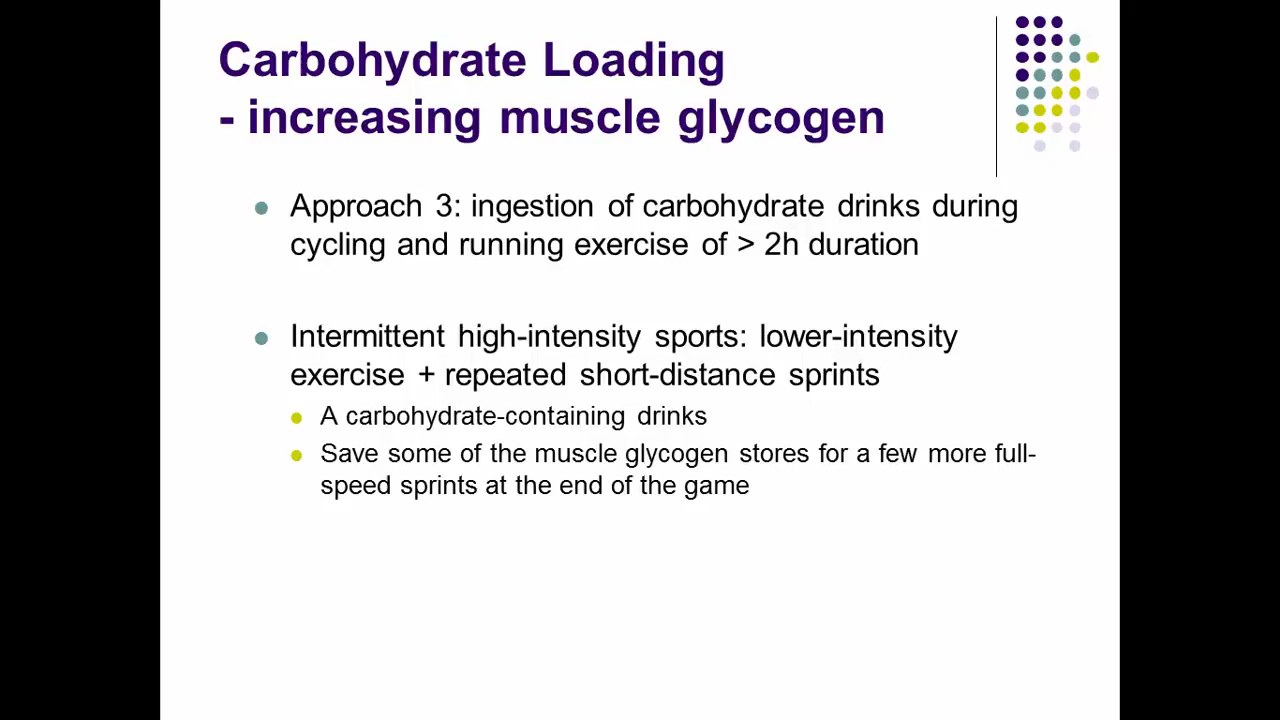 Carbohydrate Loading
- increasing muscle glycogen
Approach 3: ingestion of carbohydrate drinks during
cycling and running exercise of > 2h duration
Intermittent high-intensity sports: lower-intensity
exercise + repeated short-distance sprints
A carbohydrate-containing drinks
Save some of the muscle glycogen stores for a few more full-
speed sprints at the end of the game